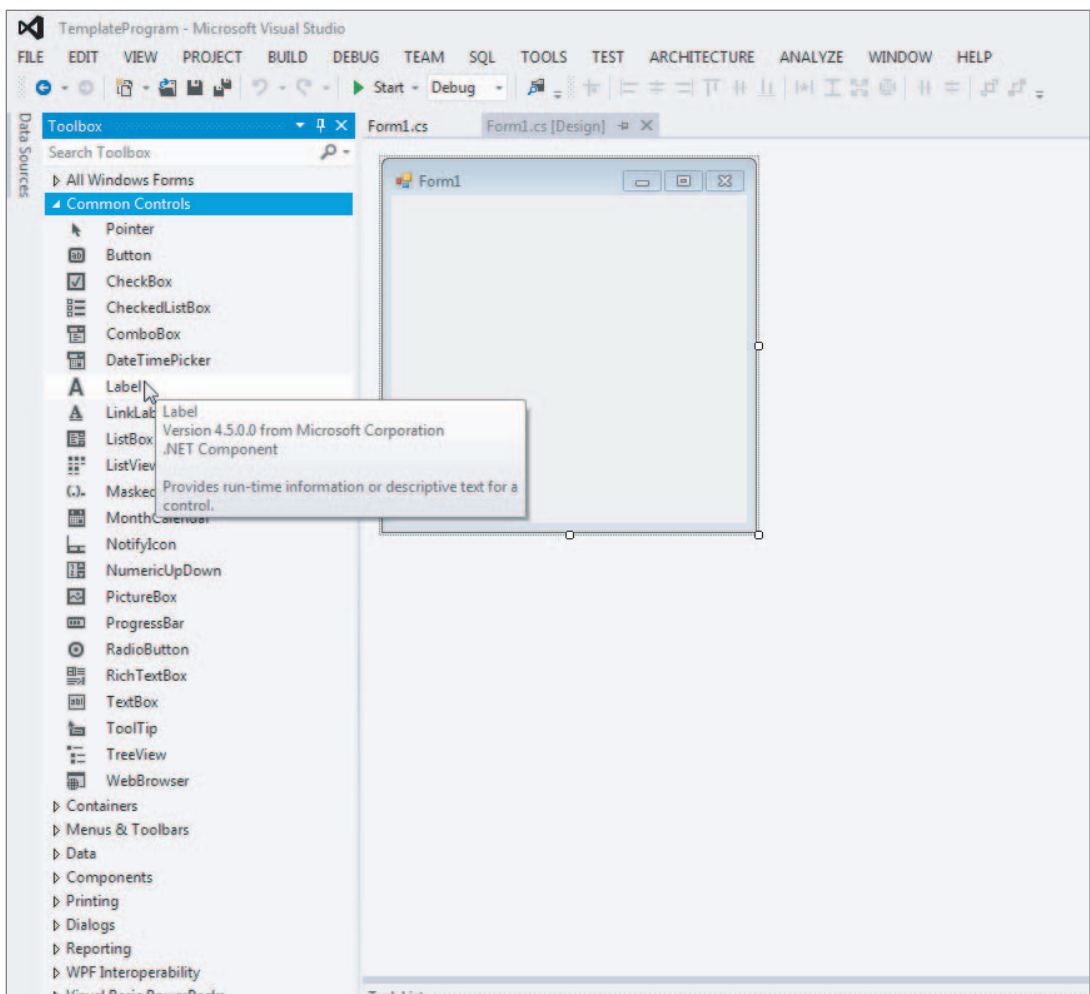 TemplateProgram - Microsoft Visual Studio
FILE EDIT VIEW PROJECT BUILD DEBUG TEAM SQL TOOLS TEST ARCHITECTURE ANALYZE WINDOW HELP
Start Debug
Data Sources
Toolbox
Form1.cs Form1.cs [Design]
Search Toolbox
All Windows Forms
Form1
Common Controls
Pointer
Button
CheckBox
CheckedListBox
ComboBox
DateTimePicker
Label
LinkLab
ListBox
ListView
Masked
MonthCalendar
Label
Version 4.5.0.0 from Microsoft Corporation
.NET Component
Provides run-time information or descriptive text for a
control.
NotifyIcon
NumericUpDown
PictureBox
ProgressBar
RadioButton
RichTextBox
TextBox
ToolTip
TreeView
WebBrowser
Containers
Menus & Toolbars
Data
Components
Printing
Dialogs
Reporting
WPF Interoperability